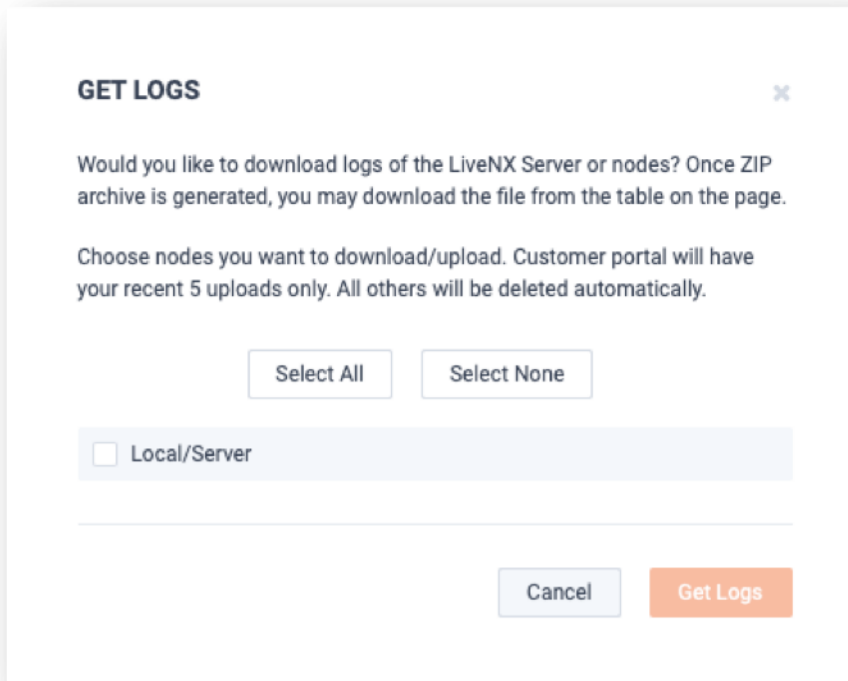 GET LOGS
Would you like to download logs of the LiveNX Server or nodes? Once ZIP
archive is generated, you may download the file from the table on the page.
Choose nodes you want to download/upload. Customer portal will have
your recent 5 uploads only. All others will be deleted automatically.
Select All Select None
Local/Server
Cancel Get Logs